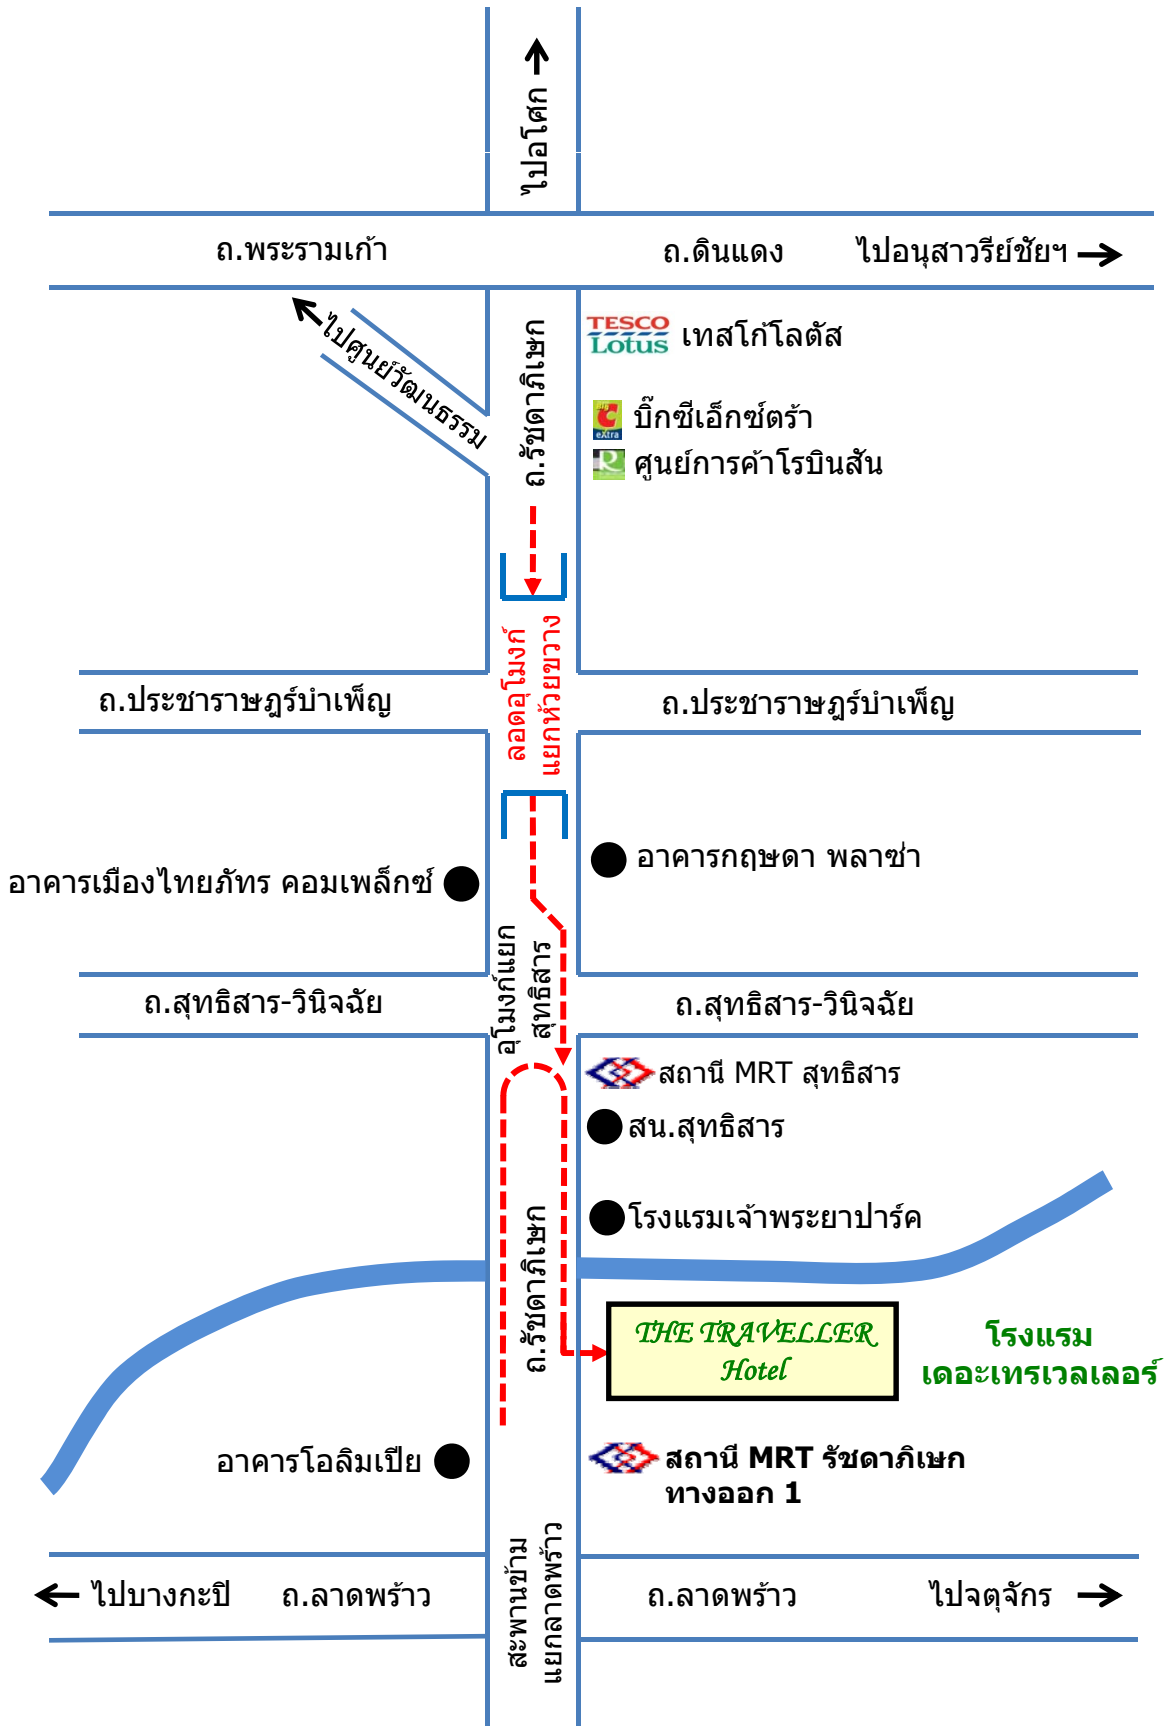 ไปอโศก
ถ.พระรามเก้า
ถ.ดินแดง
ไปอนุสาวรีย์ชัยฯ
ไปศูนย์วัฒนธรรม
ถ.รัชดาภิเษก
TESCO
Lotus
เทสโก้โลตัส
C
eXtra
บิ๊กซีเอ็กซ์ตร้า
R
ศูนย์การค้าโรบินสัน
ลอดอุโมงก์
แยกห้วยขวาง
ถ.ประชาราษฎร์บำเพ็ญ
ถ.ประชาราษฎร์บำเพ็ญ
อาคารกฤษดา พลาซ่า
อาคารเมืองไทยภัทร คอมเพล็กซ์
อุโมงก์แยก
สุทธิสาร
ถ.สุทธิสาร-วินิจฉัย
ถ.สุทธิสาร-วินิจฉัย
สถานี MRT สุทธิสาร
สน.สุทธิสาร
โรงแรมเจ้าพระยาปาร์ค
ถ.รัชดาภิเษก
THE TRAVELLER
Hotel
โรงแรม
เดอะเทรเวลเลอร์
อาคารโอลิมเปีย
สถานี MRT รัชดาภิเษก
ทางออก 1
สะพานข้าม
แยกลาดพร้าว
ไปบางกะปิ
ถ.ลาดพร้าว
ถ.ลาดพร้าว
ไปจตุจักร